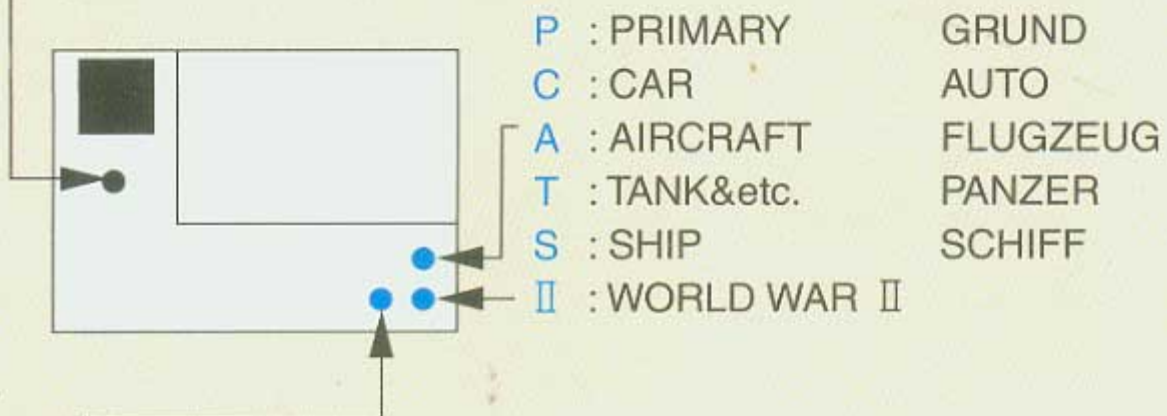 P : PRIMARY GRUND
C : CAR AUTO
A : AIRCRAFT FLUGZEUG
T : TANK&etc. PANZER
S : SHIP SCHIFF
II : WORLD WAR II